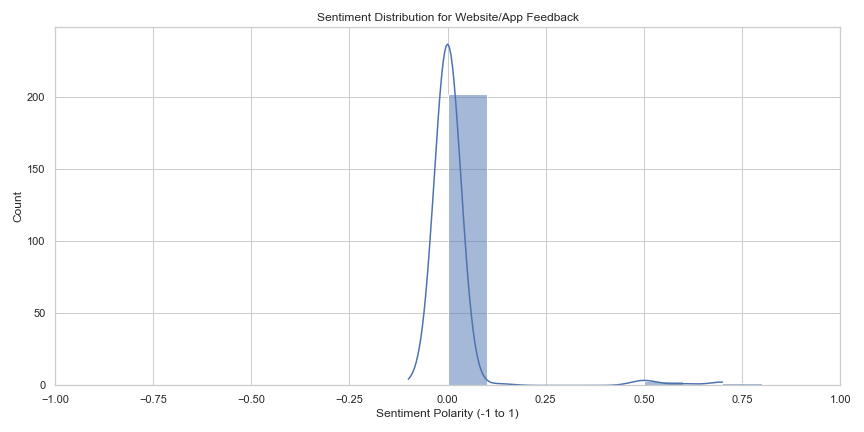 Sentiment Distribution for Website/App Feedback
Count
200
150
100
50
0
−1.00 −0.75 −0.50 −0.25 0.00 0.25 0.50 0.75 1.00
Sentiment Polarity (-1 to 1)